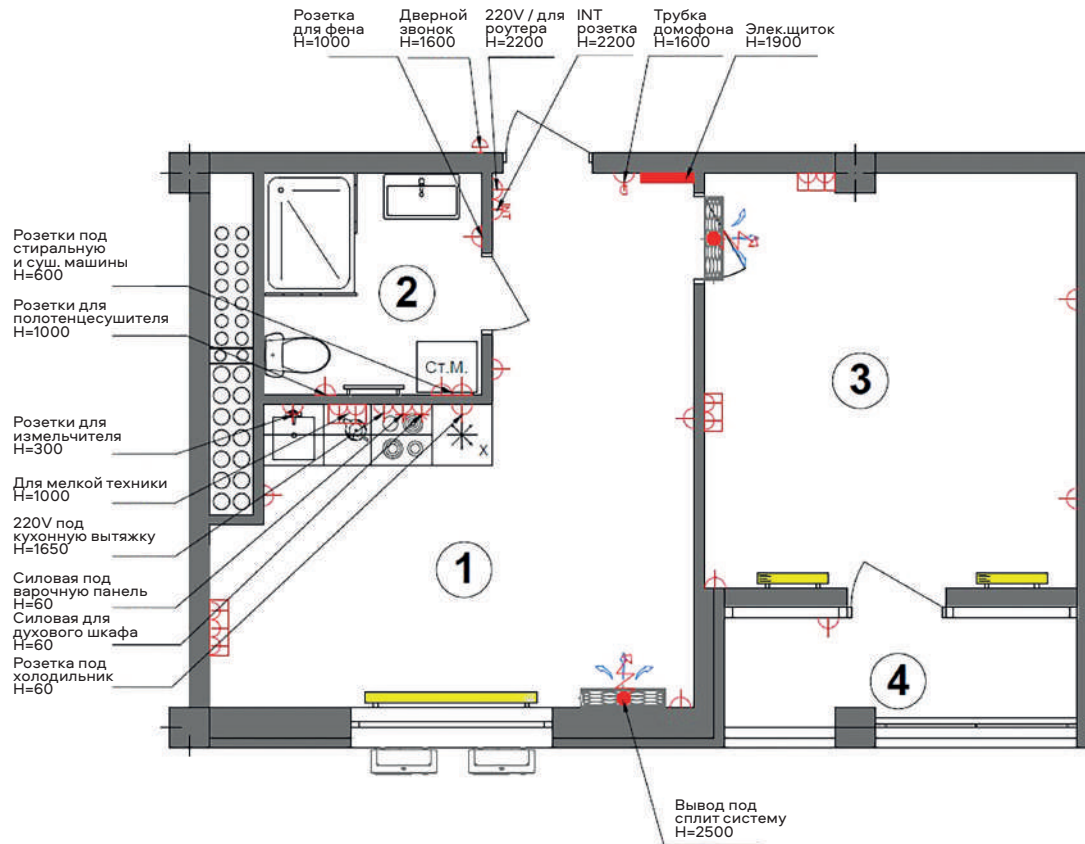 Розетка
для фена
H=1000
Дверной
звонок
H=1600
220V / для
роутера
H=2200
INT
розетка
H=2200
Трубка
домофона
H=1600
Элек.щиток
H=1900
Розетки под
стиральную
и суш. машины
H=600
Розетки для
полотенцесушителя
H=1000
Розетки для
измельчителя
H=300
Для мелкой техники
H=1000
220V под
кухонную вытяжку
H=1650
Силовая под
варочную панель
H=60
Силовая для
духового шкафа
H=60
Розетка под
холодильник
H=60
INT
2
Ст.М.
3
X
1
4
Вывод под
сплит систему
H=2500